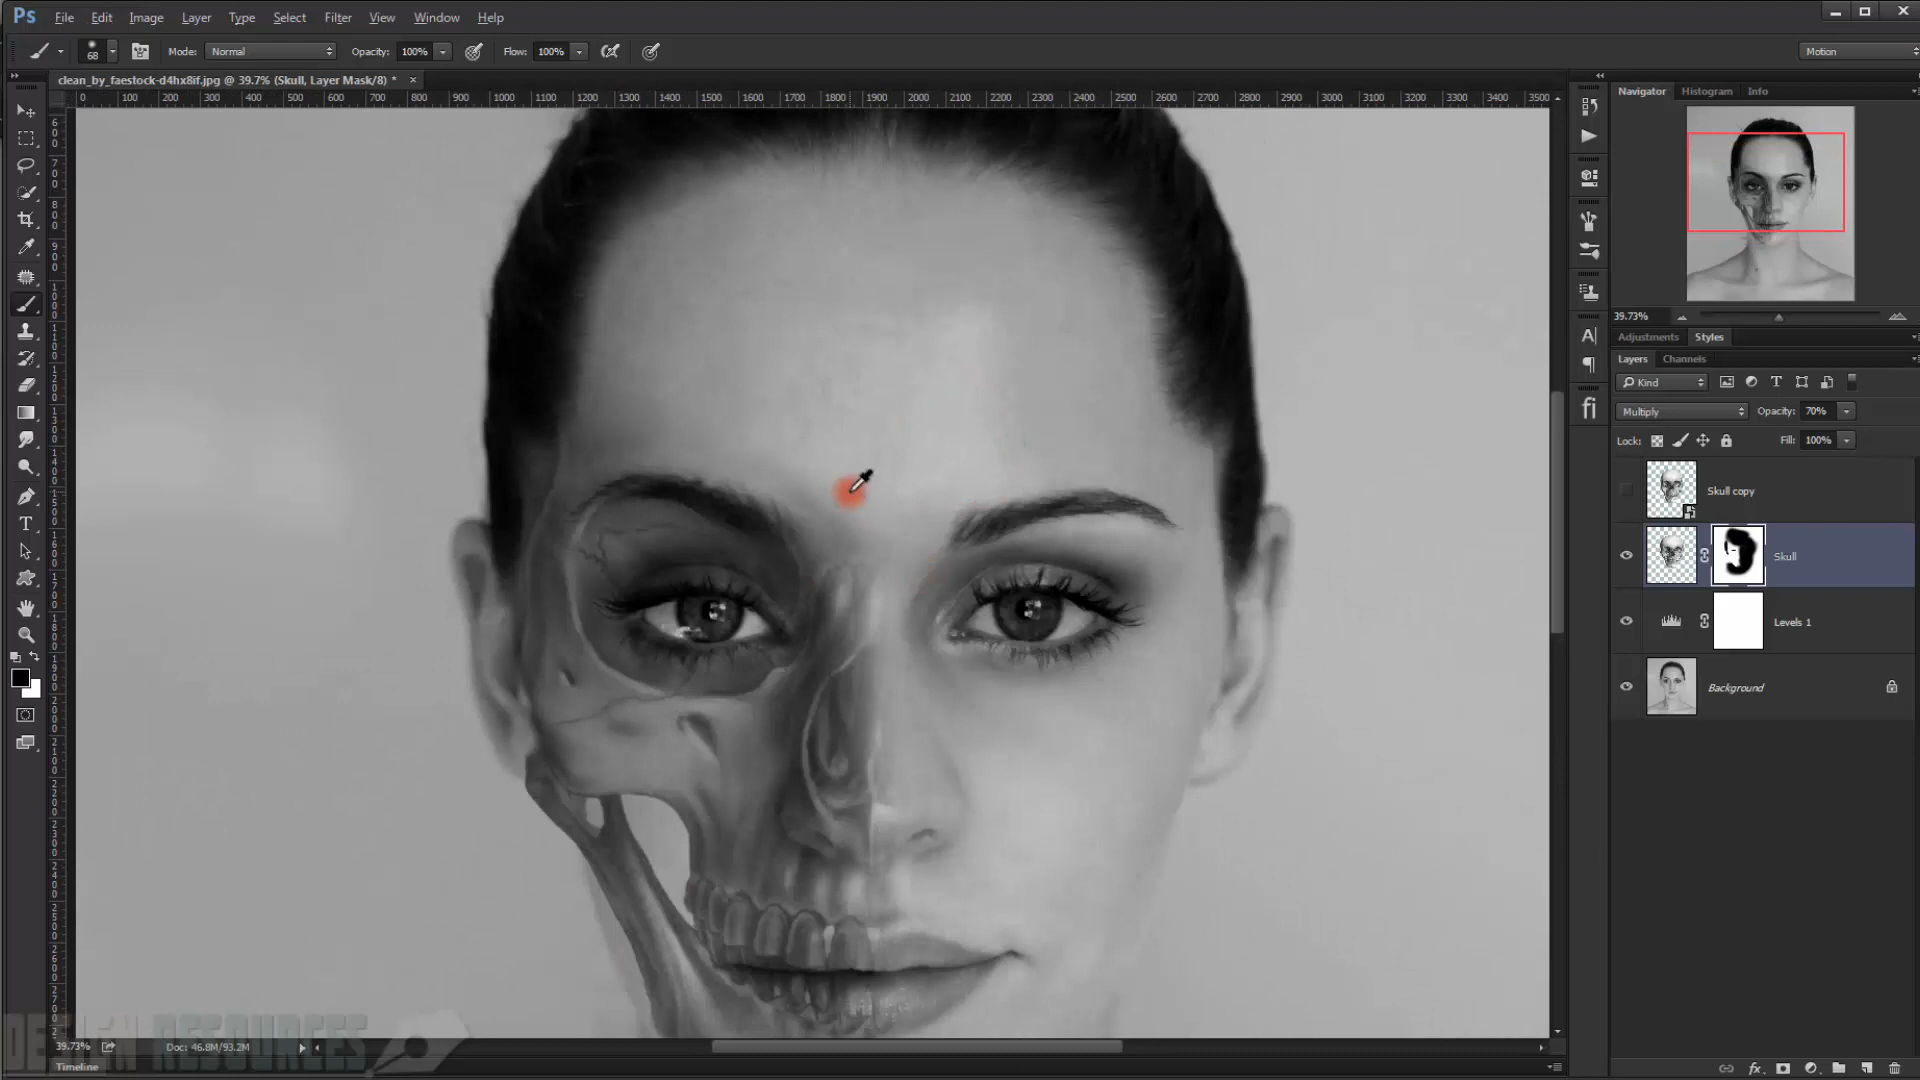 Ps File Edit Image Layer Type Select Filter View Window Help
68 Mode: Normal Opacity: 100% Flow: 100% Motion
clean_by_faestock-d4hx8if.jpg @ 39.7% (Skull, Layer Mask/8) * ×
0 100 200 300 400 500 600 700 800 900 1000 1100 1200 1300 1400 1500 1600 1700 1800 1900 2000 2100 2200 2300 2400 2500 2600 2700 2800 2900 3000 3100 3200 3300 3400 3500
Navigator Histogram Info
39.73%
Adjustments Styles
Layers Channels
Kind
Multiply Opacity: 70%
Lock: Fill: 100%
Skull copy
Skull
Levels 1
Background
DESIGN RESOURCES
39.73% Doc: 46.8M/93.2M
Timeline
fx